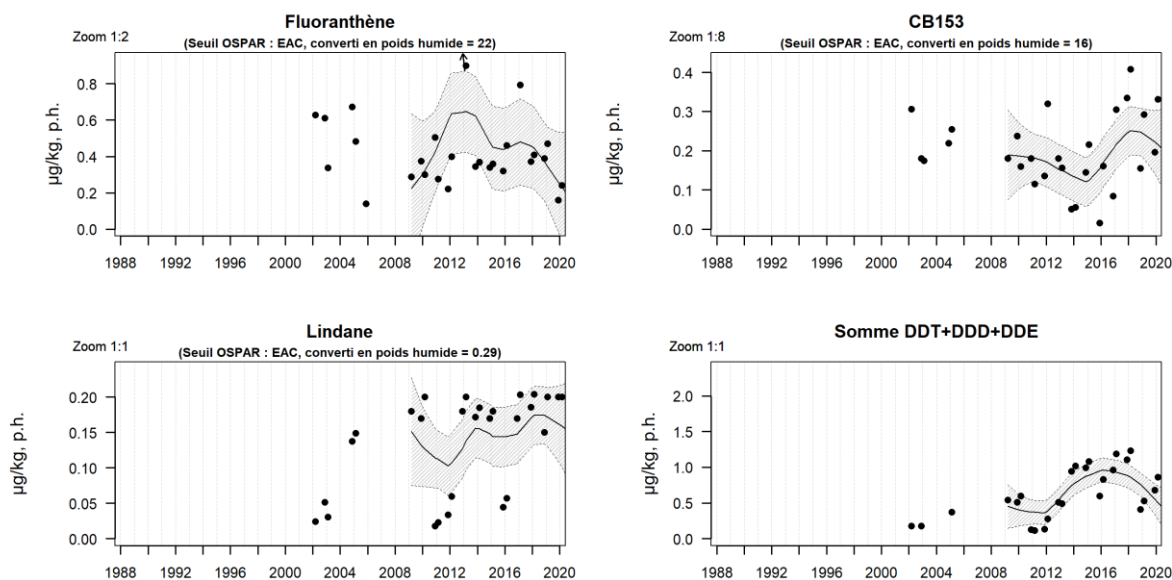 Fluoranthène
Zoom 1:2
(Seuil OSPAR : EAC, converti en poids humide = 22)
µg/kg, p.h.
0.8
0.6
0.4
0.2
0.0
1988 1992 1996 2000 2004 2008 2012 2016 2020
CB153
Zoom 1:8
(Seuil OSPAR : EAC, converti en poids humide = 16)
µg/kg, p.h.
0.4
0.3
0.2
0.1
0.0
1988 1992 1996 2000 2004 2008 2012 2016 2020
Lindane
Zoom 1:1
(Seuil OSPAR : EAC, converti en poids humide = 0.29)
µg/kg, p.h.
0.20
0.15
0.10
0.05
0.00
1988 1992 1996 2000 2004 2008 2012 2016 2020
Somme DDT+DDD+DDE
Zoom 1:1
µg/kg, p.h.
2.0
1.5
1.0
0.5
0.0
1988 1992 1996 2000 2004 2008 2012 2016 2020